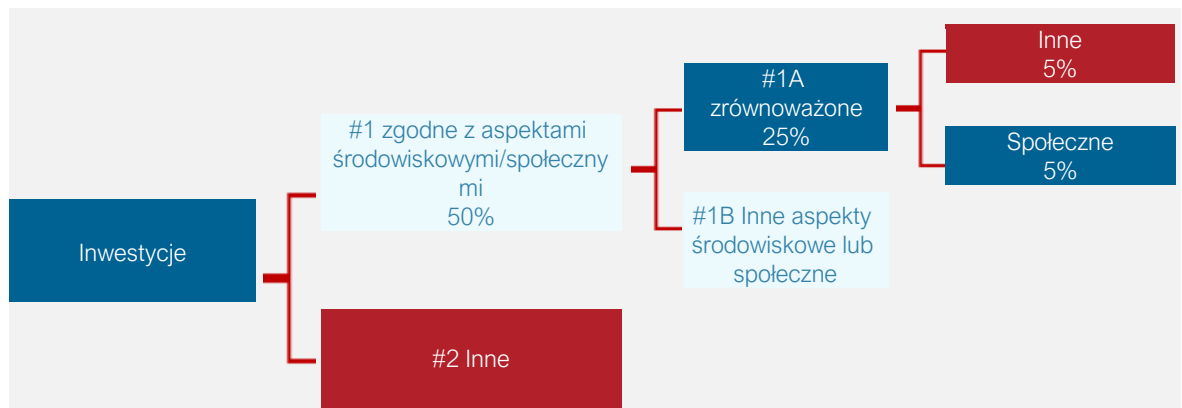 Inwestycje
#1 zgodne z aspektami
środowiskowymi/społeczny
mi
50%
#2 Inne
#1A
zrównoważone
25%
#1B Inne aspekty
środowiskowe lub
społeczne
Inne
5%
Społeczne
5%